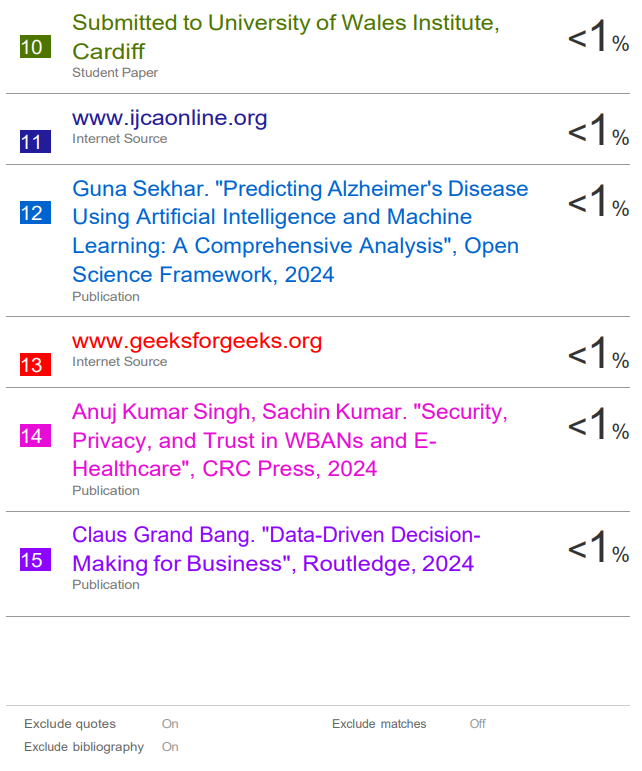 10
Submitted to University of Wales Institute,
Cardiff
Student Paper
<1%
11
www.ijcaonline.org
Internet Source
<1%
12
Guna Sekhar. "Predicting Alzheimer's Disease
Using Artificial Intelligence and Machine
Learning: A Comprehensive Analysis", Open
Science Framework, 2024
Publication
<1%
13
www.geeksforgeeks.org
Internet Source
<1%
14
Anuj Kumar Singh, Sachin Kumar. "Security,
Privacy, and Trust in WBANs and E-
Healthcare", CRC Press, 2024
Publication
<1%
15
Claus Grand Bang. "Data-Driven Decision-
Making for Business", Routledge, 2024
Publication
<1%
Exclude quotes On
Exclude matches Off
Exclude bibliography On